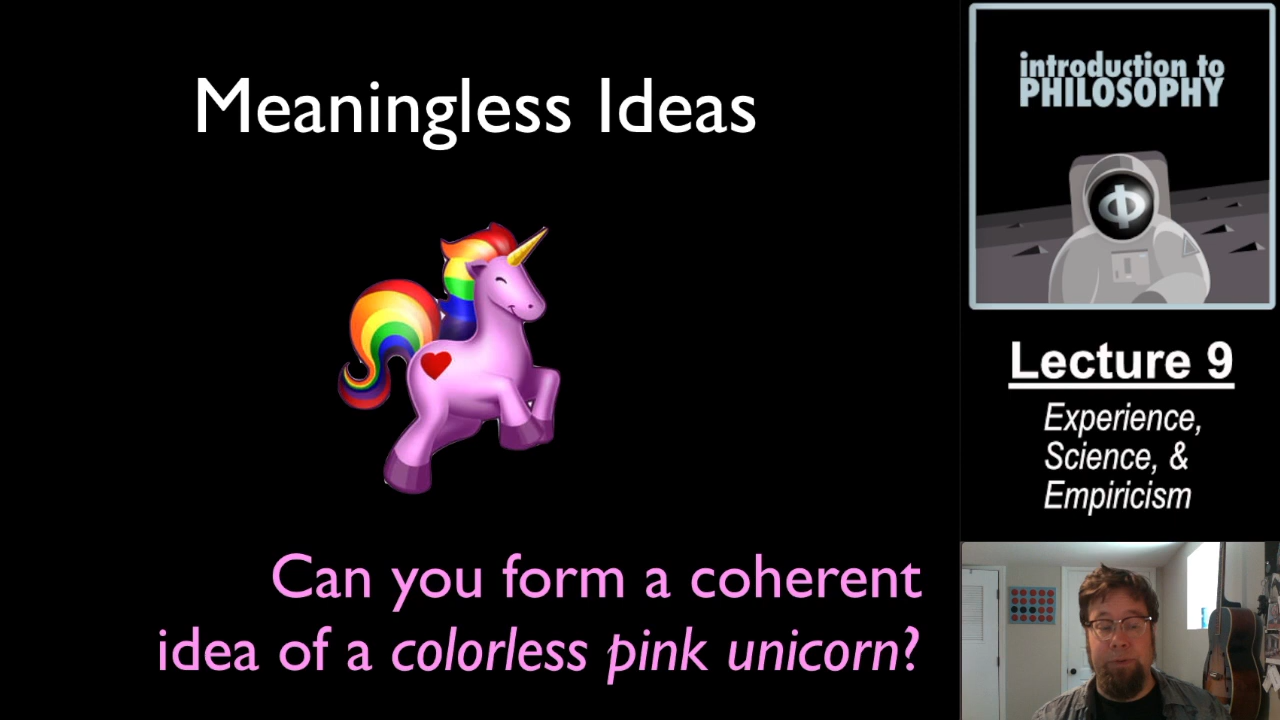 Meaningless Ideas
Can you form a coherent
idea of a colorless pink unicorn?
introduction to
PHILOSOPHY
Φ
Lecture 9
Experience,
Science, &
Empiricism